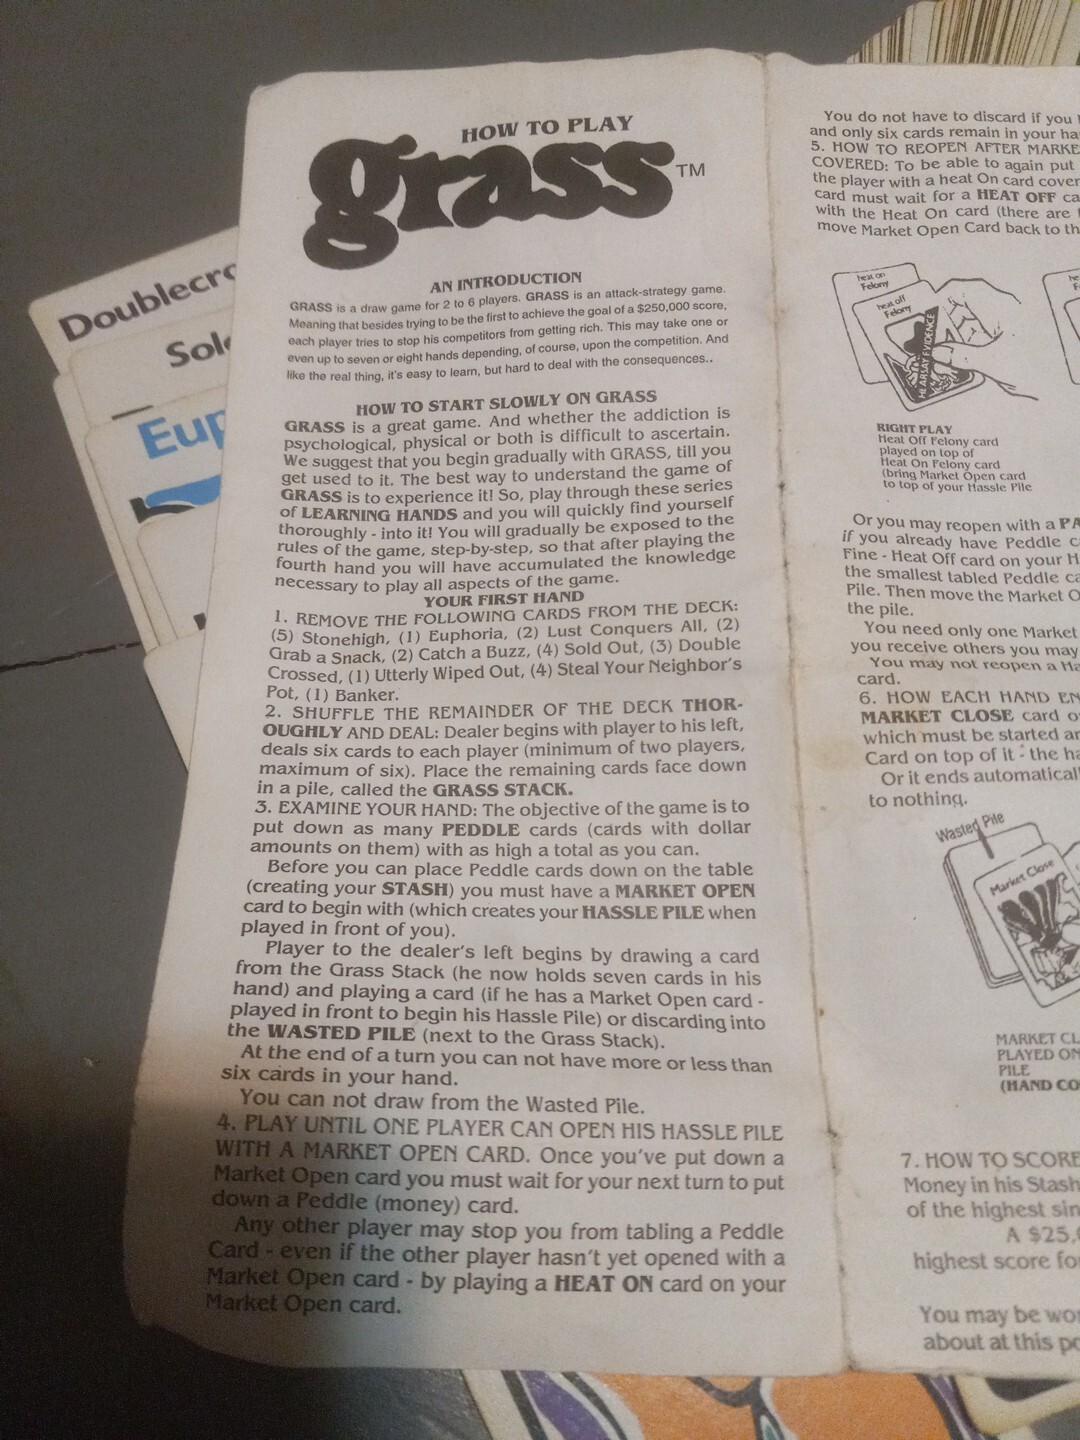 HOW TO PLAY
grass™
AN INTRODUCTION
GRASS is a draw game for 2 to 6 players. GRASS is an attack-strategy game.
Meaning that besides trying to be the first to achieve the goal of a $250,000 score,
each player tries to stop his competitors from getting rich. This may take one or
even up to seven or eight hands depending, of course, upon the competition. And
like the real thing, it's easy to learn, but hard to deal with the consequences..
HOW TO START SLOWLY ON GRASS
GRASS is a great game. And whether the addiction is
psychological, physical or both is difficult to ascertain.
We suggest that you begin gradually with GRASS, till you
get used to it. The best way to understand the game of
GRASS is to experience it! So, play through these series
of LEARNING HANDS and you will quickly find yourself
thoroughly - into it! You will gradually be exposed to the
rules of the game, step-by-step, so that after playing the
fourth hand you will have accumulated the knowledge
necessary to play all aspects of the game.
YOUR FIRST HAND
1. REMOVE THE FOLLOWING CARDS FROM THE DECK:
(5) Stonehigh, (1) Euphoria, (2) Lust Conquers All, (2)
Grab a Snack, (2) Catch a Buzz, (4) Sold Out, (3) Double
Crossed, (1) Utterly Wiped Out, (4) Steal Your Neighbor's
Pot, (1) Banker.
2. SHUFFLE THE REMAINDER OF THE DECK THOR-
OUGHLY AND DEAL: Dealer begins with player to his left,
deals six cards to each player (minimum of two players,
maximum of six). Place the remaining cards face down
in a pile, called the GRASS STACK.
3. EXAMINE YOUR HAND: The objective of the game is to
put down as many PEDDLE cards (cards with dollar
amounts on them) with as high a total as you can.
Before you can place Peddle cards down on the table
(creating your STASH) you must have a MARKET OPEN
card to begin with (which creates your HASSLE PILE when
played in front of you).
Player to the dealer's left begins by drawing a card
from the Grass Stack (he now holds seven cards in his
hand) and playing a card (if he has a Market Open card -
played in front to begin his Hassle Pile) or discarding into
the WASTED PILE (next to the Grass Stack).
At the end of a turn you can not have more or less than
six cards in your hand.
You can not draw from the Wasted Pile.
4. PLAY UNTIL ONE PLAYER CAN OPEN HIS HASSLE PILE
WITH A MARKET OPEN CARD. Once you've put down a
Market Open card you must wait for your next turn to put
down a Peddle (money) card.
Any other player may stop you from tabling a Peddle
Card - even if the other player hasn't yet opened with a
Market Open card - by playing a HEAT ON card on your
Market Open card.
You do not have to discard if you
and only six cards remain in your
5. HOW TO REOPEN AFTER
COVERED: To be able to again put
the player with a heat On card
card must wait for a HEAT OFF
with the Heat On card (there are
move Market Open Card back to
heat on
Felony
heat off
Felony
HEARSAY EVIDENCE
RIGHT PLAY
Heat Off Felony card
played on top of
Heat On Felony card
(bring Market Open card
to top of your Hassle Pile
Or you may reopen with a
if you already have Peddle
Fine - Heat Off card on your
the smallest tabled Peddle
Pile. Then move the Market
the pile.
You need only one Market
you receive others you may
You may not reopen a
card.
6. HOW EACH HAND
MARKET CLOSE card
which must be started
Card on top of it - the
Or it ends
to nothing.
Wasted Pile
Market Close
MARKET
PLAYED
PILE
(HAND
7. HOW TO SCORE
Money in his Stash
of the highest
A
highest score
You may be
about at this
Sol
Eup